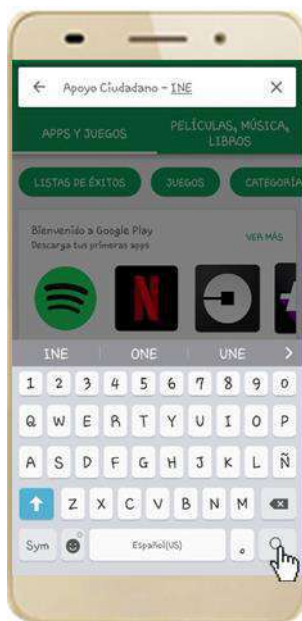 Apoyo Ciudadano - INE
APPS Y JUEGOS
PELÍCULAS, MÚSICA,
LIBROS
LISTAS DE ÉXITOS
JUEGOS
CATEGORÍA
Bienvenido a Google Play
VER MÁS
Descarga tus primeras apps
N
INE
ONE
UNE
1 2 3 4 5 6 7 8 9 0
Q W E R T Y U I O P
A S D F G H J K L Ñ
Z X C V B N M
Sym
Español(US)
.